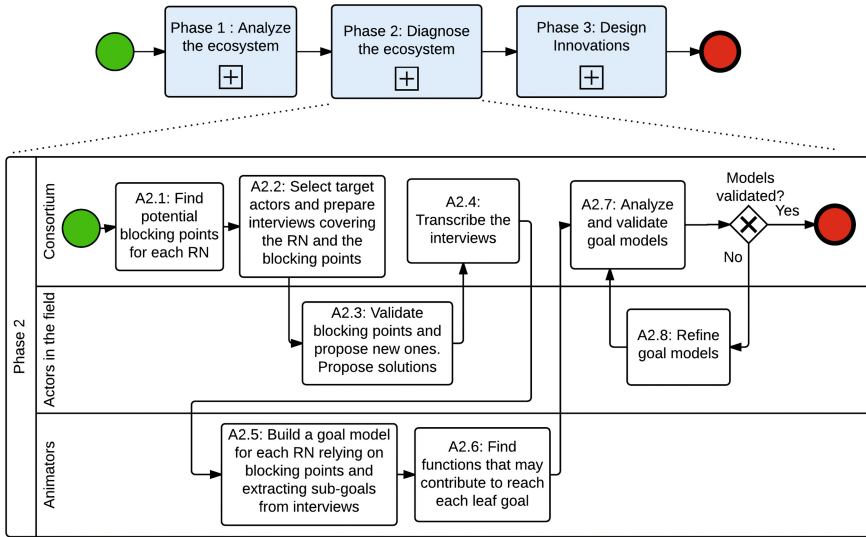 Phase 1 : Analyze
the ecosystem
Phase 2: Diagnose
the ecosystem
Phase 3: Design
Innovations
Phase 2
Consortium
A2.1: Find
potential
blocking points
for each RN
A2.2: Select target
actors and prepare
interviews covering
the RN and the
blocking points
A2.4:
Transcribe the
interviews
A2.7: Analyze
and validate
goal models
Models
validated?
Yes
No
Actors in the field
A2.3: Validate
blocking points and
propose new ones.
Propose solutions
A2.8: Refine
goal models
Animators
A2.5: Build a goal model
for each RN relying on
blocking points and
extracting sub-goals
from interviews
A2.6: Find
functions that may
contribute to reach
each leaf goal